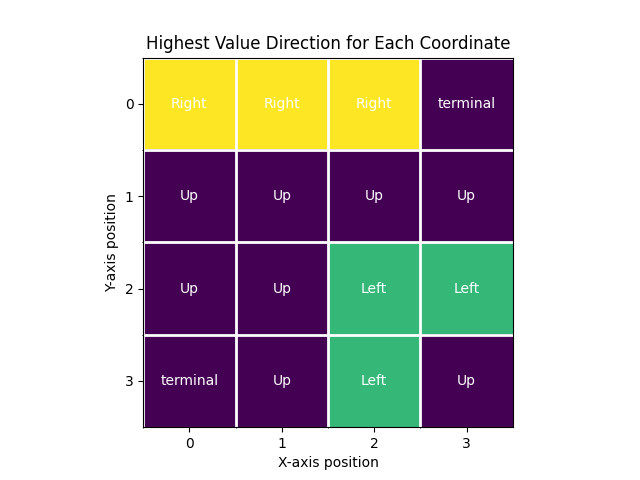 Highest Value Direction for Each Coordinate
0 Right Right Right terminal
1 Up Up Up Up
Y-axis position
2 Up Up Left Left
3 terminal Up Left Up
0 1 2 3
X-axis position